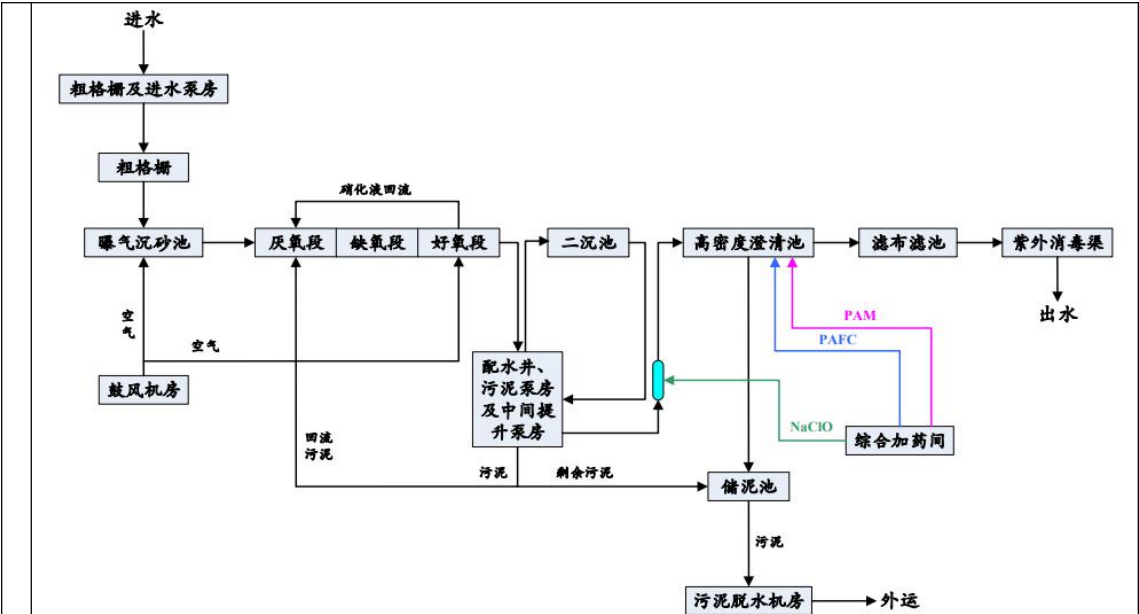 进水
粗格栅及进水泵房
粗格栅
硝化液回流
曝气沉砂池
厌氧段
缺氧段
好氧段
二沉池
高密度澄清池
滤布滤池
紫外消毒渠
空
气
空气
PAM
PAFC
出水
鼓风机房
配水井、
污泥泵房
及中间提
升泵房
NaClO
综合加药间
回流
污泥
污泥
剩余污泥
储泥池
污泥
污泥脱水机房
外运